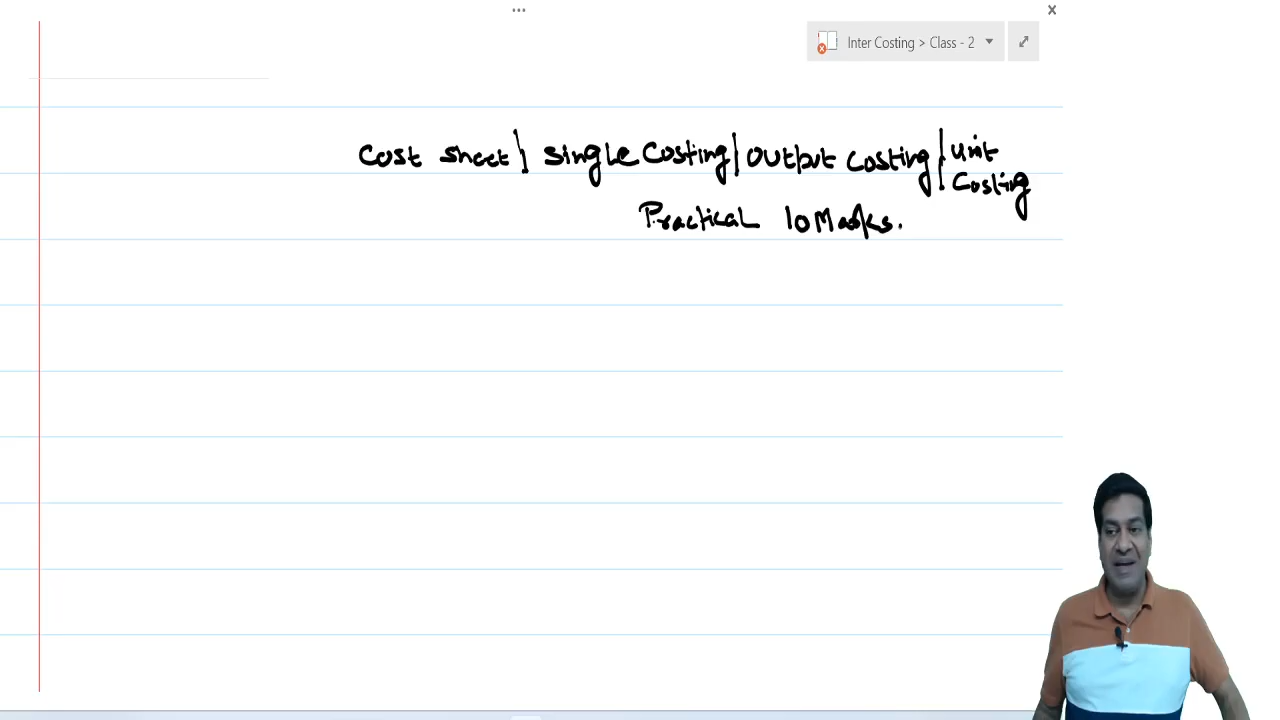 Inter Costing > Class - 2
Cost sheet | Single Costing | Output Costing | Unit Costing
Practical 10 Marks.